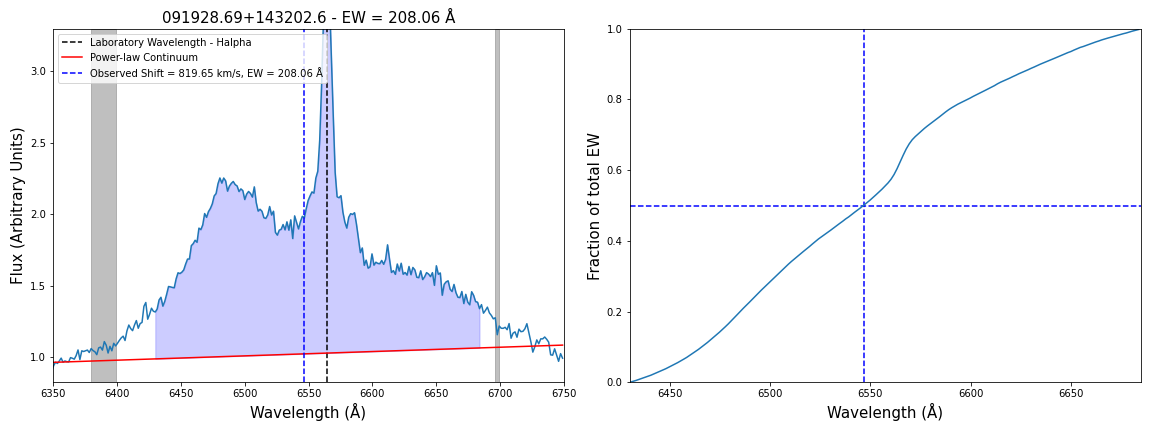 091928.69+143202.6 - EW = 208.06 Å
Laboratory Wavelength - Halpha
Power-law Continuum
Observed Shift = 819.65 km/s, EW = 208.06 Å
Flux (Arbitrary Units)
3.0
2.5
2.0
1.5
1.0
6350 6400 6450 6500 6550 6600 6650 6700 6750
Wavelength (Å)
Fraction of total EW
1.0
0.8
0.6
0.4
0.2
0.0
6450 6500 6550 6600 6650
Wavelength (Å)